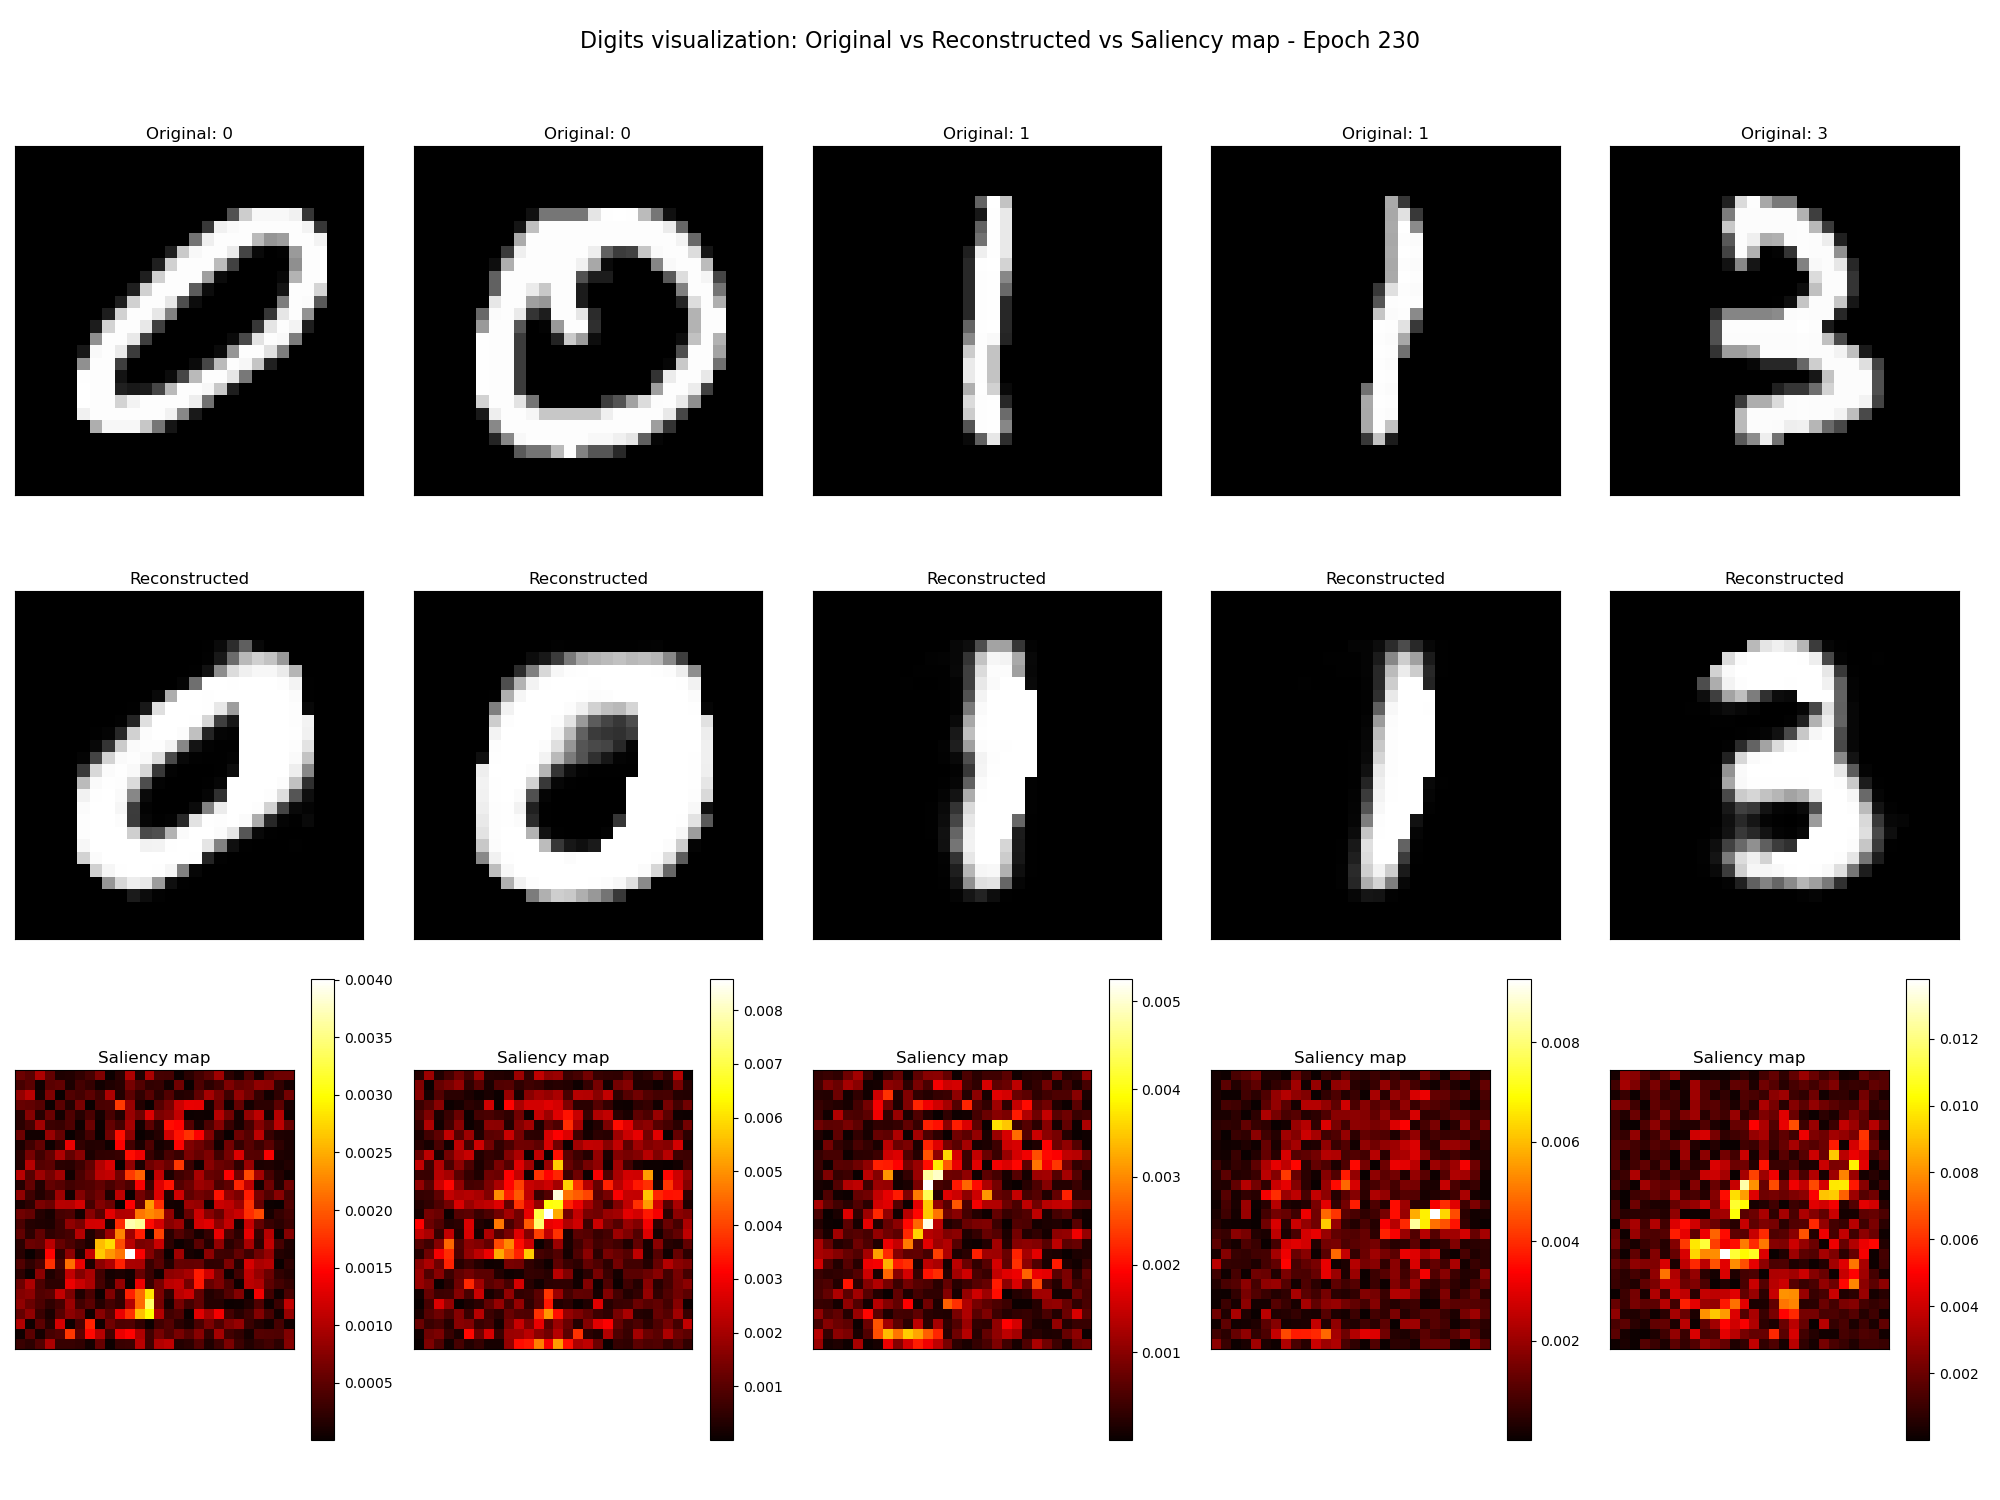 Digits visualization: Original vs Reconstructed vs Saliency map - Epoch 230
Original: 0
Original: 0
Original: 1
Original: 1
Original: 3
Reconstructed
Reconstructed
Reconstructed
Reconstructed
Reconstructed
Saliency map
0.0040
0.0035
0.0030
0.0025
0.0020
0.0015
0.0010
0.0005
Saliency map
0.008
0.007
0.006
0.005
0.004
0.003
0.002
0.001
Saliency map
0.005
0.004
0.003
0.002
0.001
Saliency map
0.008
0.006
0.004
0.002
Saliency map
0.012
0.010
0.008
0.006
0.004
0.002